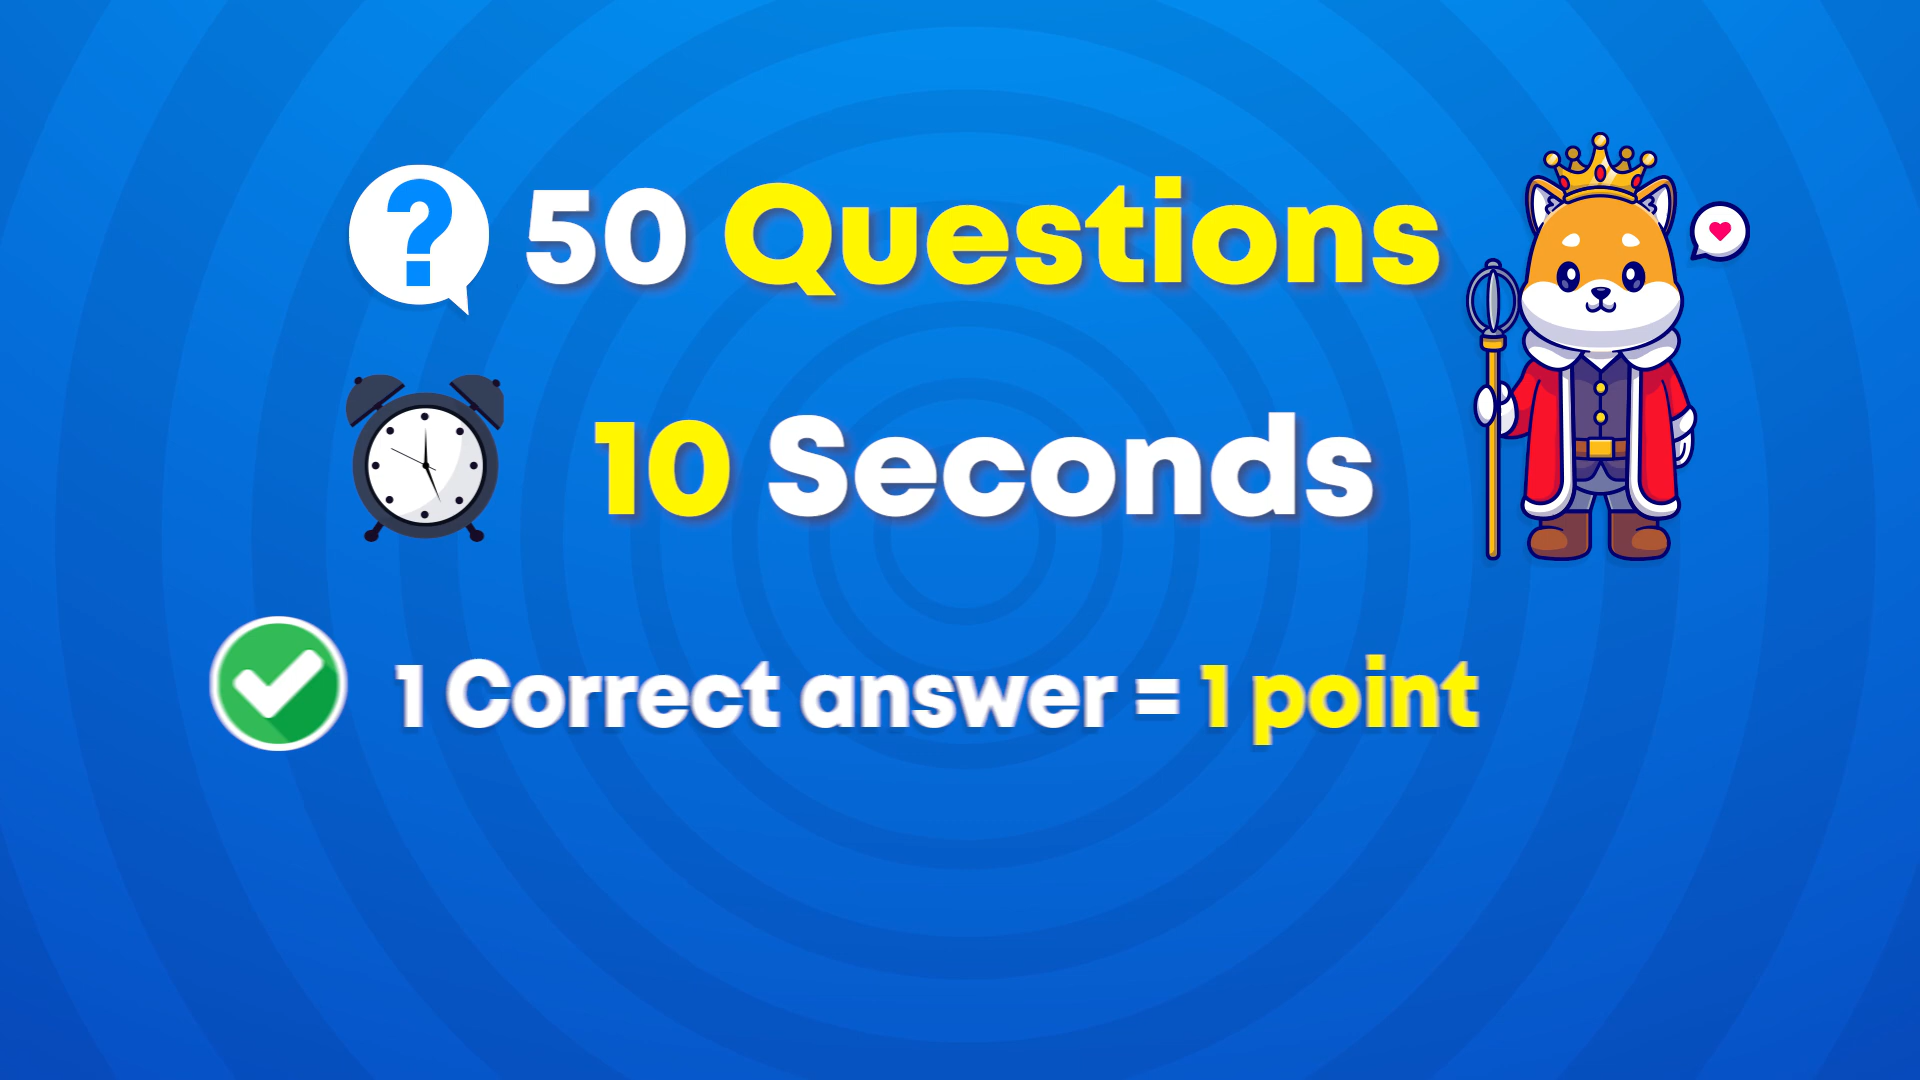 50 Questions
10 Seconds
1 Correct answer = 1 point